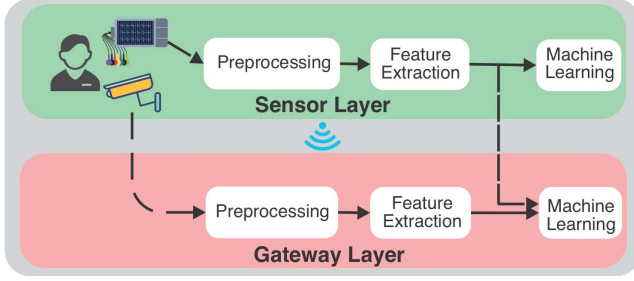 Preprocessing
Feature
Extraction
Machine
Learning
Sensor Layer
Preprocessing
Feature
Extraction
Machine
Learning
Gateway Layer